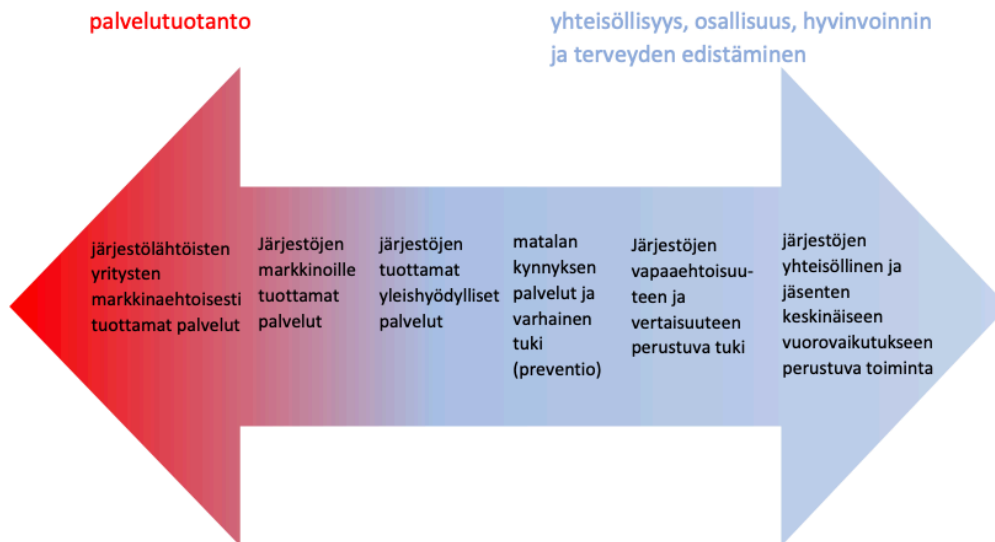 palvelutuotanto
yhteisöllisyys, osallisuus, hyvinvoinnin
ja terveyden edistäminen
järjestölähtöisten
yritysten
markkinaehtoisesti
tuottamat palvelut
Järjestöjen
markkinoille
tuottamat
palvelut
järjestöjen
tuottamat
yleishyödylliset
palvelut
matalan
kynnyksen
palvelut ja
varhainen
tuki
(preventio)
Järjestöjen
vapaaehtoisuu-
teen ja
vertaisuuteen
perustuva tuki
järjestöjen
yhteisöllinen ja
jäsenten
keskinäiseen
vuorovaikutukseen
perustuva toiminta